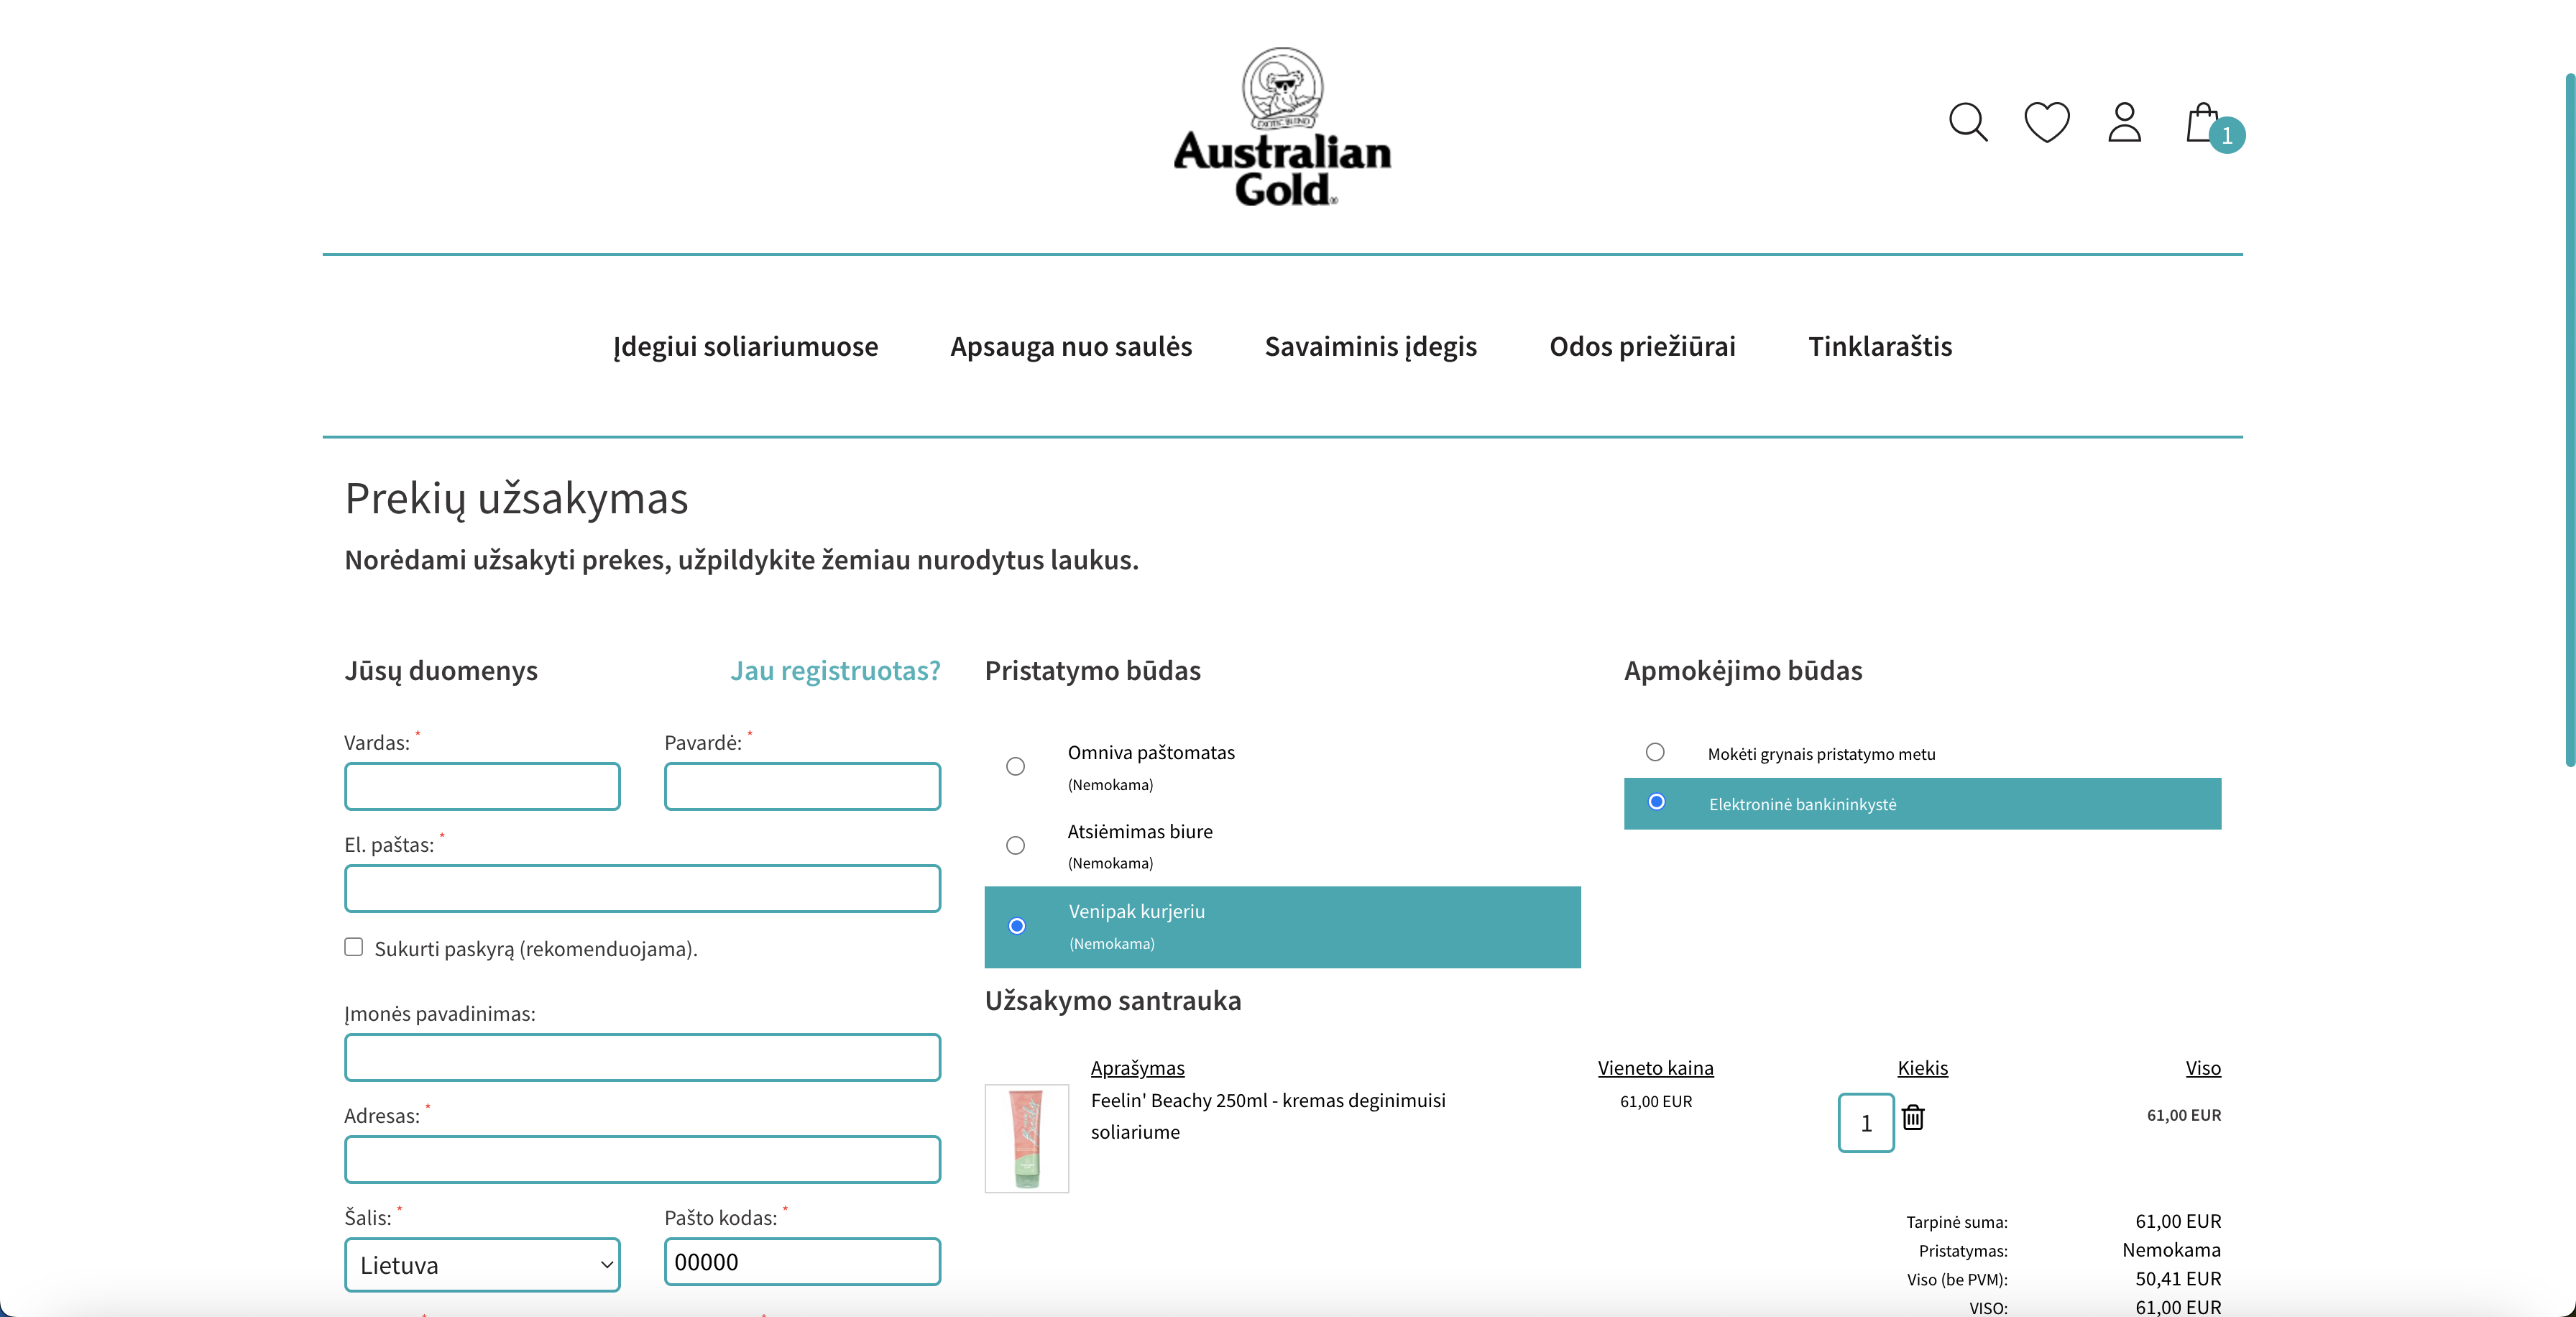 EXOTIC BLEND
Australian
Gold®
1
Įdegiui soliariumuose
Apsauga nuo saulės
Savaiminis įdegis
Odos priežiūrai
Tinklaraštis
Prekių užsakymas
Norėdami užsakyti prekes, užpildykite žemiau nurodytus laukus.
Jūsų duomenys
Jau registruotas?
Vardas: *
Pavardė: *
El. paštas: *
Sukurti paskyrą (rekomenduojama).
Įmonės pavadinimas:
Adresas: *
Šalis: *
Pašto kodas: *
Lietuva
00000
Pristatymo būdas
Omniva paštomatas
(Nemokama)
Atsiėmimas biure
(Nemokama)
Venipak kurjeriu
(Nemokama)
Apmokėjimo būdas
Mokėti grynais pristatymo metu
Elektroninė bankininkystė
Užsakymo santrauka
Aprašymas
Vieneto kaina
Kiekis
Viso
Feelin' Beachy 250ml - kremas deginimuisi
soliariume
61,00 EUR
1
61,00 EUR
Tarpinė suma: 61,00 EUR
Pristatymas: Nemokama
Viso (be PVM): 50,41 EUR
VISO: 61,00 EUR